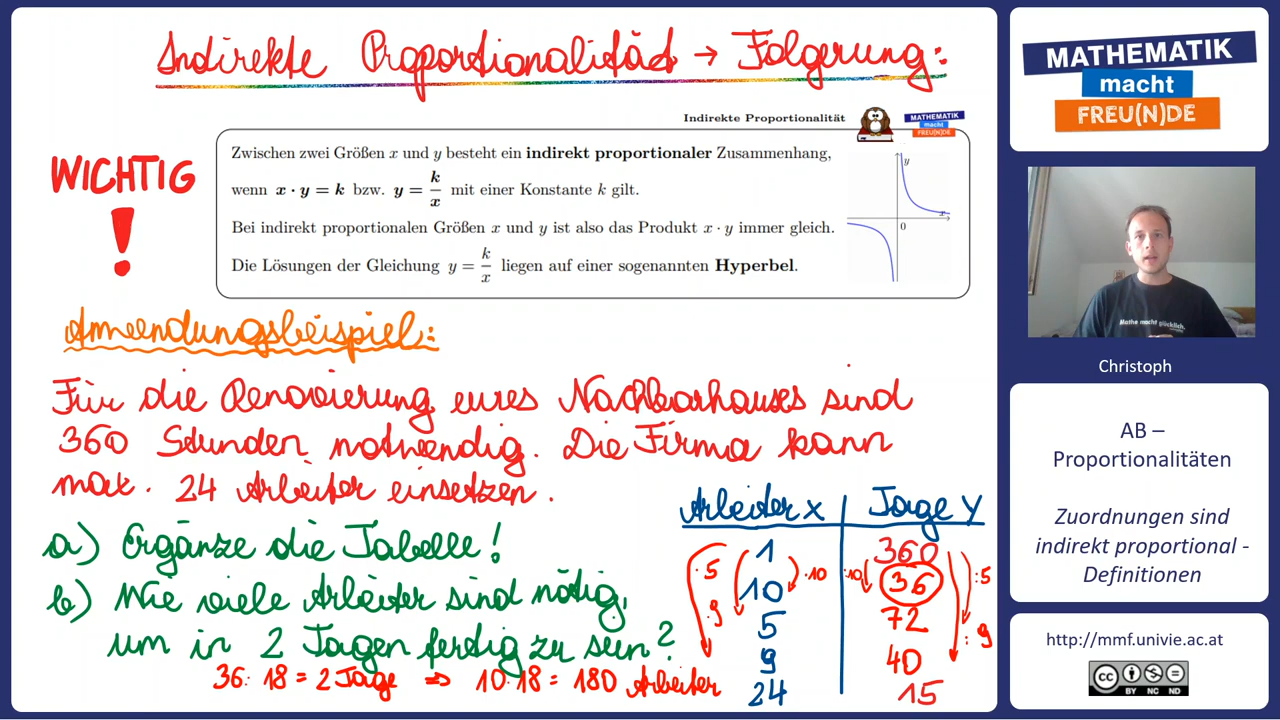 Indirekte Proportionalität → Folgerung:
Indirekte Proportionalität
MATHEMATIK
macht
FREU(N)DE
WICHTIG
!
Zwischen zwei Größen x und y besteht ein indirekt proportionaler Zusammenhang,
wenn x · y = k bzw. y = k/x mit einer Konstante k gilt.
Bei indirekt proportionalen Größen x und y ist also das Produkt x · y immer gleich.
Die Lösungen der Gleichung y = k/x liegen auf einer sogenannten Hyperbel.
y
x
0
Anwendungsbeispiel:
Für die Renovierung eures Nachbarhauses sind
360 Stunden notwendig. Die Firma kann
max. 24 Arbeiter einsetzen.
a) Ergänze die Tabelle!
b) Wie viele Arbeiter sind nötig,
um in 2 Tagen fertig zu sein?
36 : 18 = 2 Tage ⇒ 10 · 18 = 180 Arbeiter
Arbeiter x | Tage y
1 | 360
10 | 36
5 | 72
9 | 40
24 | 15
· 5
· 9
· 10
: 10
: 5
: 9
MATHEMATIK
macht
FREU(N)DE
Mathe macht glücklich.
Christoph
AB –
Proportionalitäten
Zuordnungen sind
indirekt proportional -
Definitionen
http://mmf.univie.ac.at
cc
BY NC ND